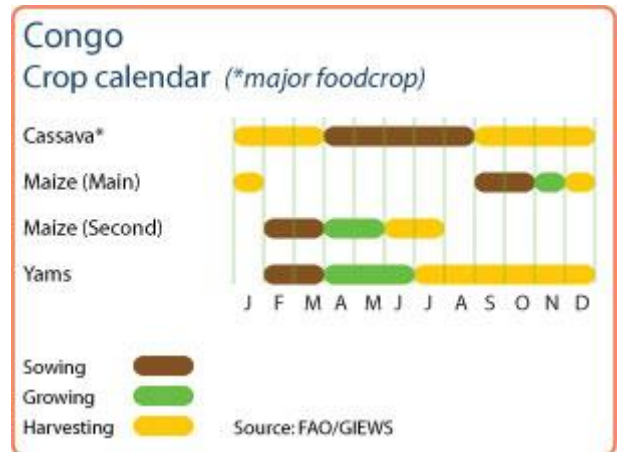 Congo
Crop calendar (*major foodcrop)
Cassava*
Maize (Main)
Maize (Second)
Yams
J F M A M J J A S O N D
Sowing
Growing
Harvesting
Source: FAO/GIEWS